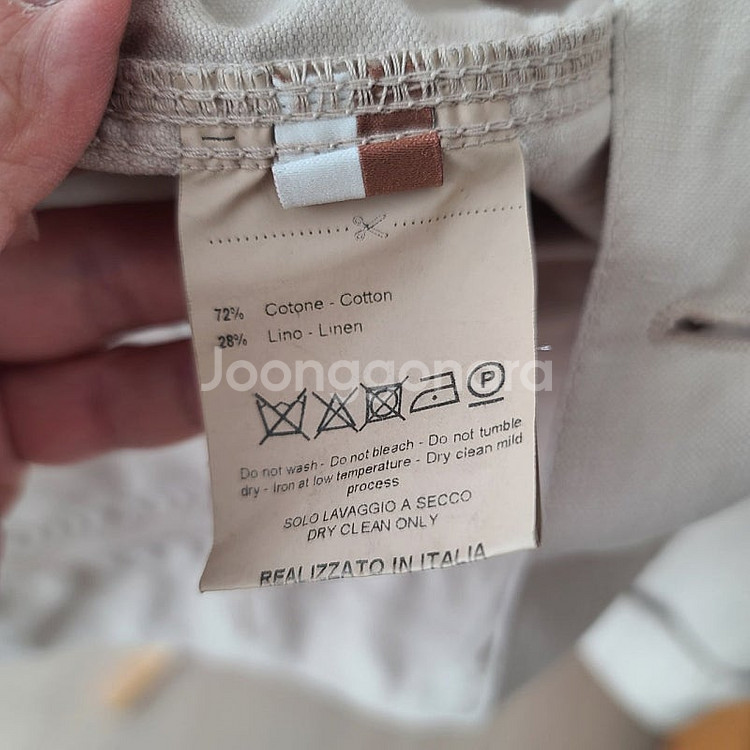 72% Cotone - Cotton
28% Lino - Linen
Joonggonara
P
Do not wash - Do not bleach - Do not tumble
dry - Iron at low temperature - Dry clean mild
process
SOLO LAVAGGIO A SECCO
DRY CLEAN ONLY
REALIZZATO IN ITALIA